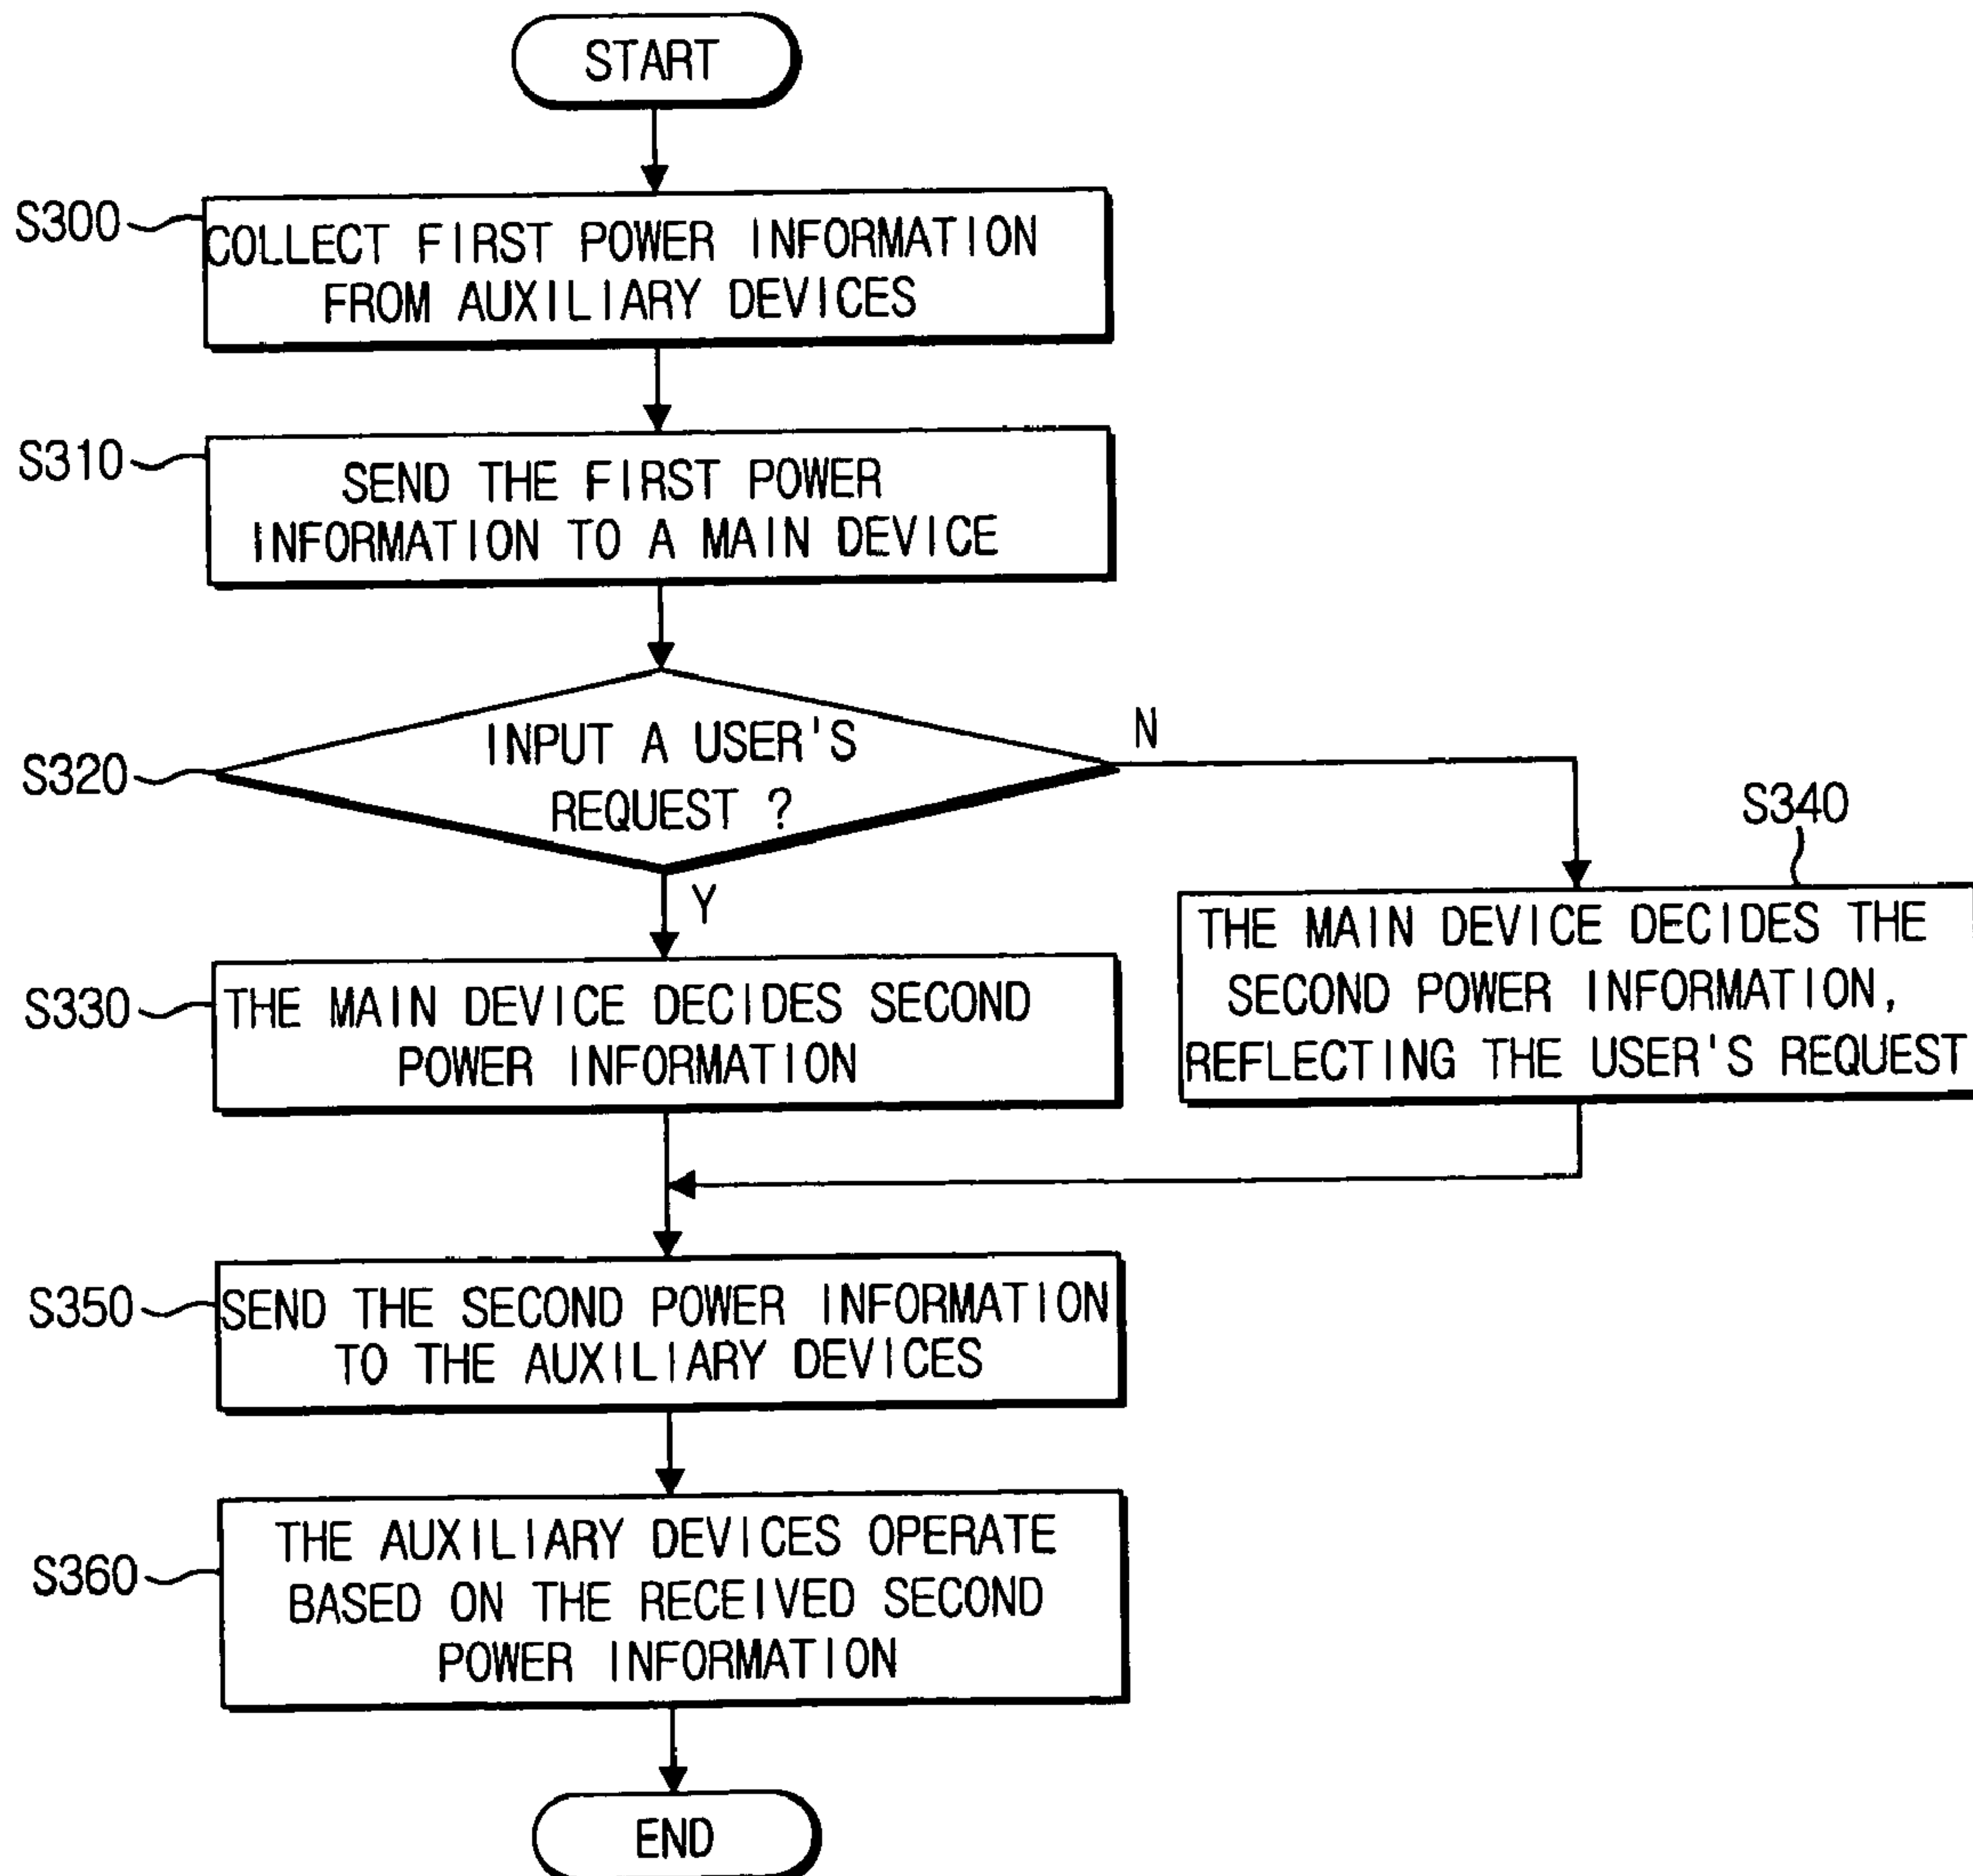 START
S300
COLLECT FIRST POWER INFORMATION
FROM AUXILIARY DEVICES
S310
SEND THE FIRST POWER
INFORMATION TO A MAIN DEVICE
S320
INPUT A USER'S
REQUEST ?
N
Y
S340
THE MAIN DEVICE DECIDES THE
SECOND POWER INFORMATION,
REFLECTING THE USER'S REQUEST
S330
THE MAIN DEVICE DECIDES SECOND
POWER INFORMATION
S350
SEND THE SECOND POWER INFORMATION
TO THE AUXILIARY DEVICES
S360
THE AUXILIARY DEVICES OPERATE
BASED ON THE RECEIVED SECOND
POWER INFORMATION
END